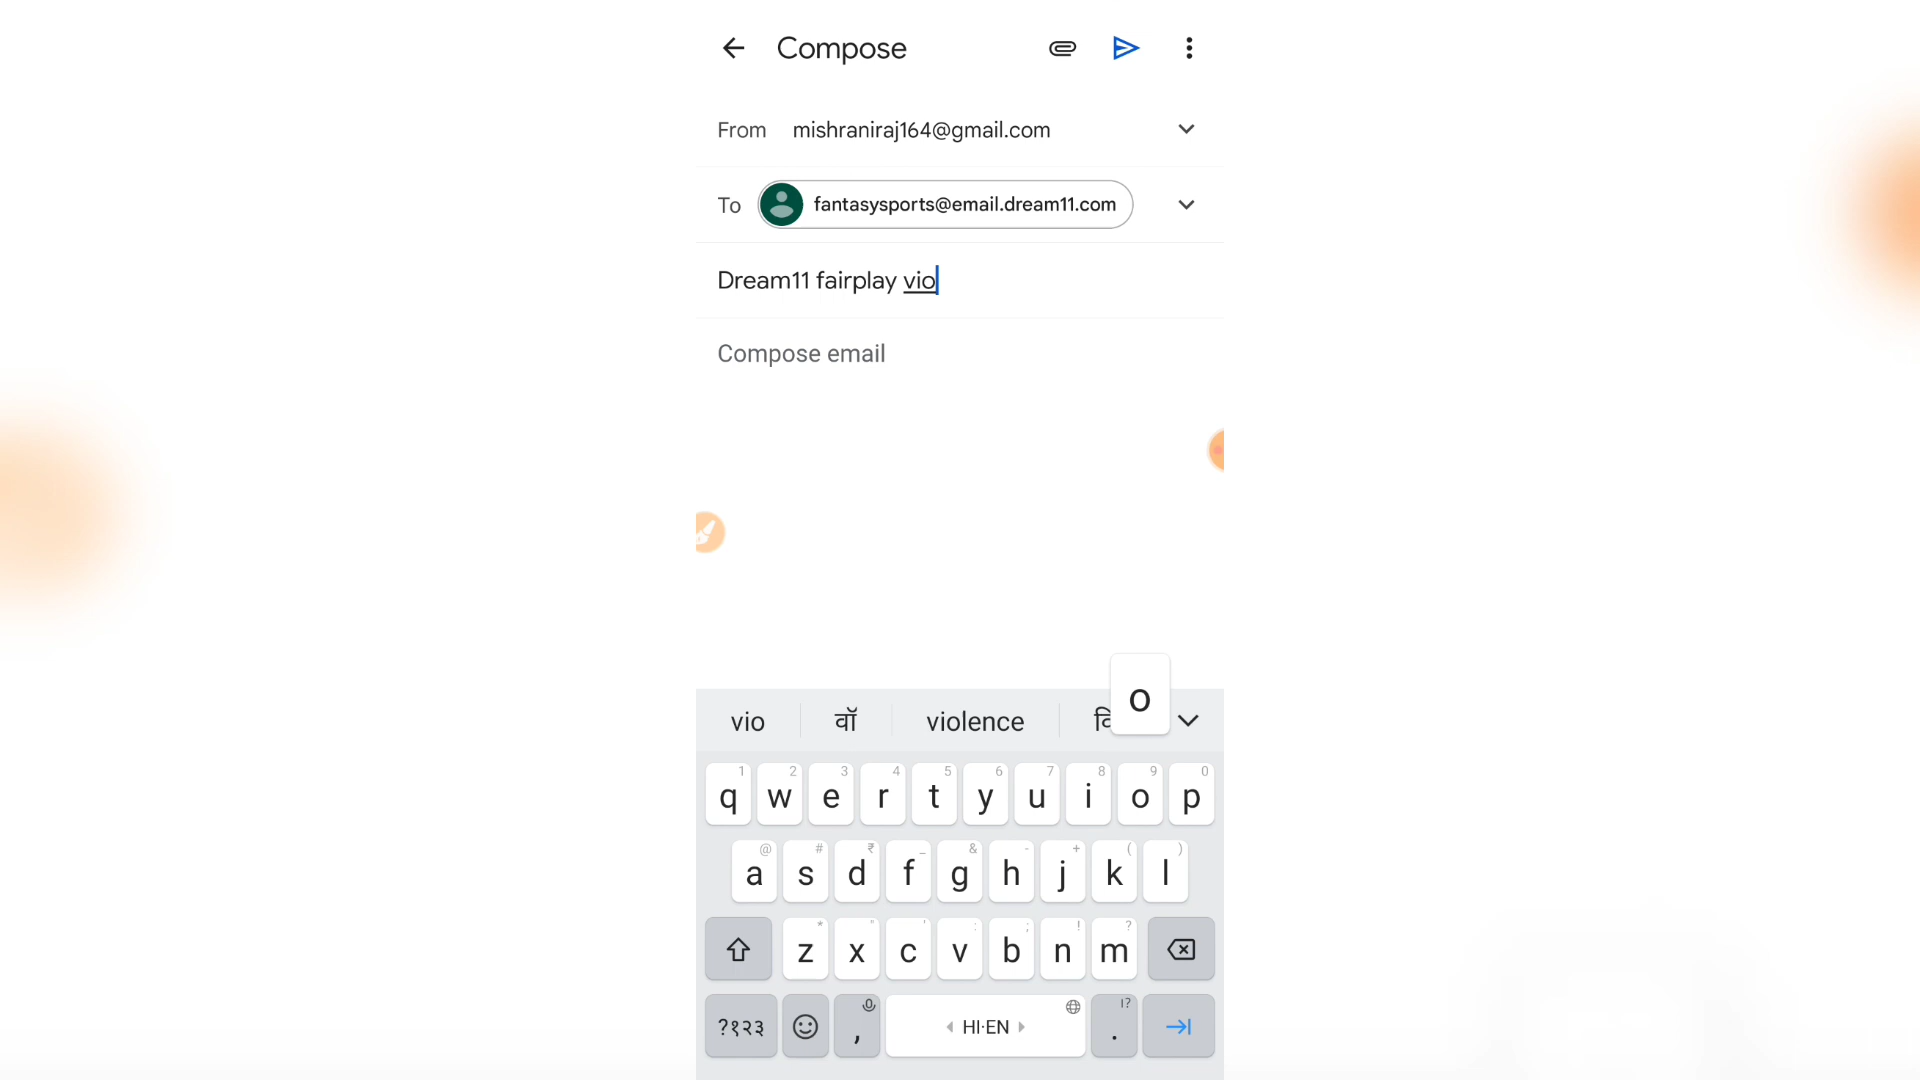 Compose
From mishraniraj164@gmail.com
To fantasysports@email.dream11.com
Dream11 fairplay vio
Compose email
o
vio वॉ violence
1 2 3 4 5 6 7 8 9 0
q w e r t y u i o p
@ # ₹ _ & - + ( )
a s d f g h j k l
* " ' : ; ! ?
z x c v b n m
!?
?१२३ , HI·EN .